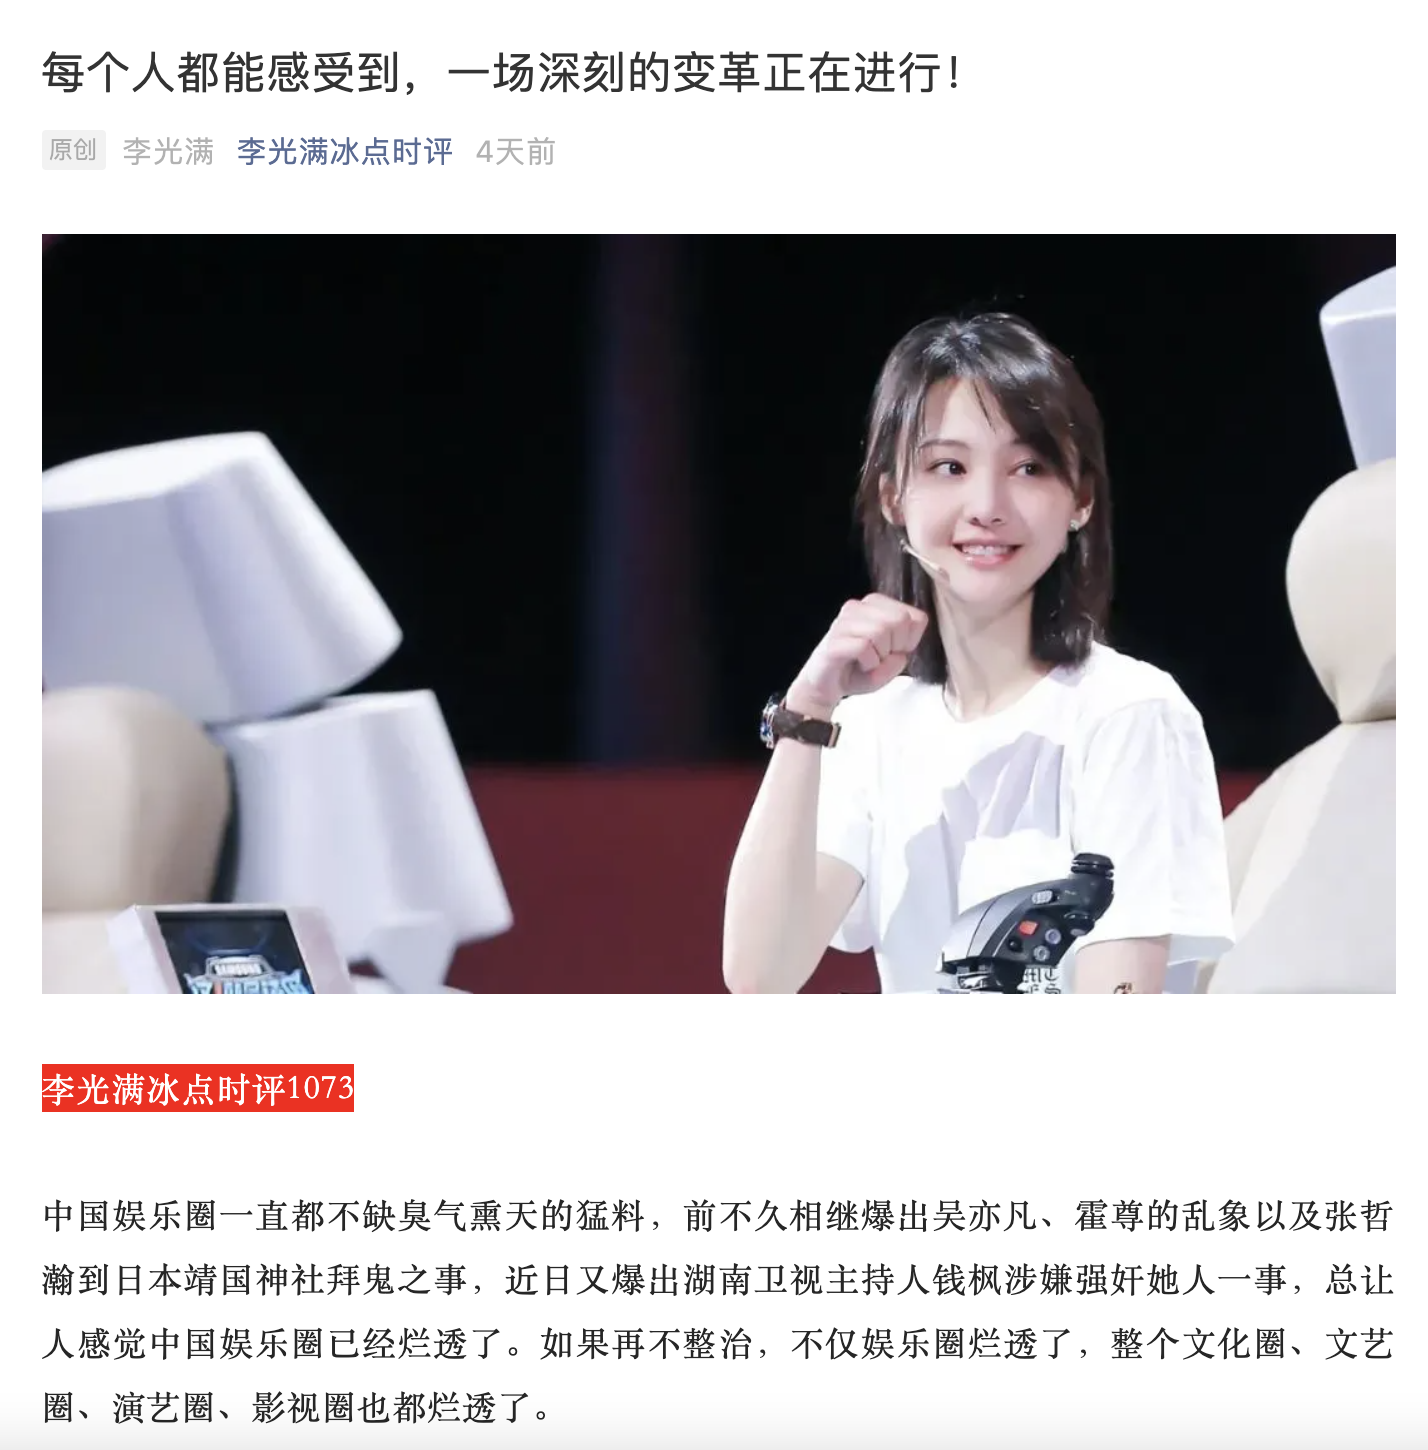 每个人都能感受到，一场深刻的变革正在进行！
原创 李光满 李光满冰点时评 4天前
SAMSUNG
李光满冰点时评1073
中国娱乐圈一直都不缺臭气熏天的猛料，前不久相继爆出吴亦凡、霍尊的乱象以及张哲
瀚到日本靖国神社拜鬼之事，近日又爆出湖南卫视主持人钱枫涉嫌强奸她人一事，总让
人感觉中国娱乐圈已经烂透了。如果再不整治，不仅娱乐圈烂透了，整个文化圈、文艺
圈、演艺圈、影视圈也都烂透了。